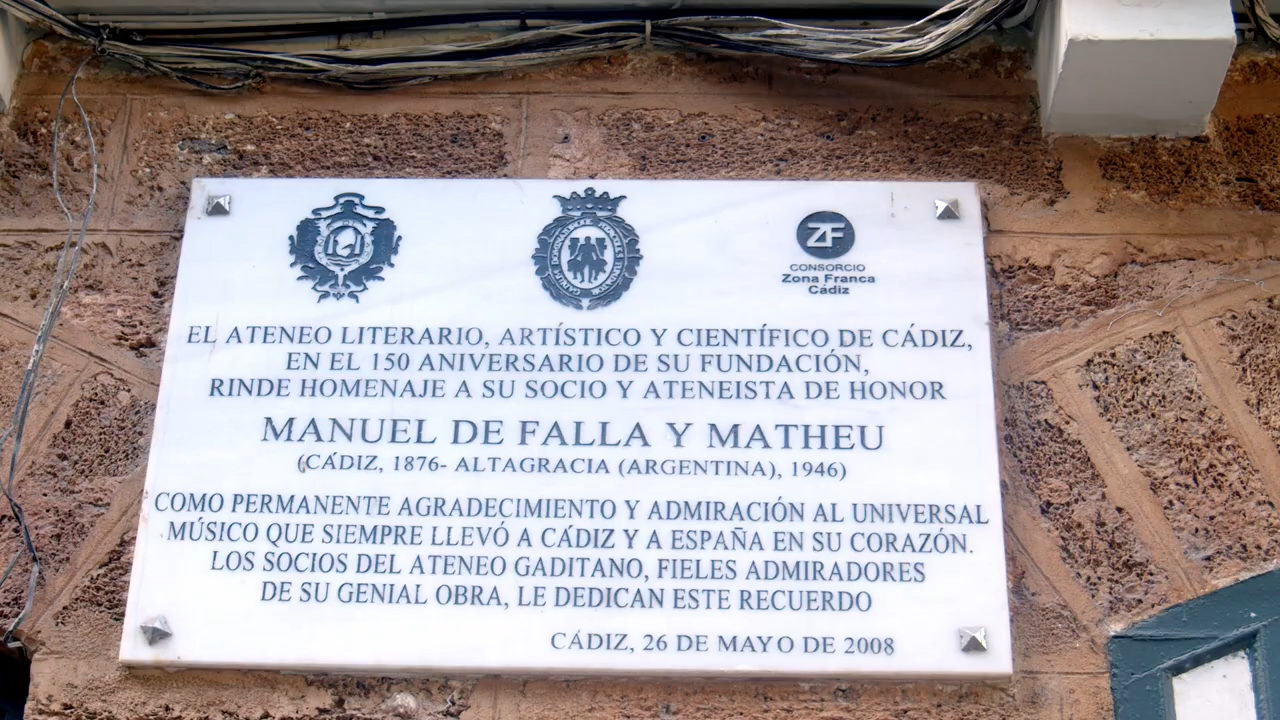 ZF
CONSORCIO
Zona Franca
Cádiz
EL ATENEO LITERARIO, ARTÍSTICO Y CIENTÍFICO DE CÁDIZ,
EN EL 150 ANIVERSARIO DE SU FUNDACIÓN,
RINDE HOMENAJE A SU SOCIO Y ATENEISTA DE HONOR
MANUEL DE FALLA Y MATHEU
(CÁDIZ, 1876- ALTAGRACIA (ARGENTINA), 1946)
COMO PERMANENTE AGRADECIMIENTO Y ADMIRACIÓN AL UNIVERSAL
MÚSICO QUE SIEMPRE LLEVÓ A CÁDIZ Y A ESPAÑA EN SU CORAZÓN.
LOS SOCIOS DEL ATENEO GADITANO, FIELES ADMIRADORES
DE SU GENIAL OBRA, LE DEDICAN ESTE RECUERDO
CÁDIZ, 26 DE MAYO DE 2008